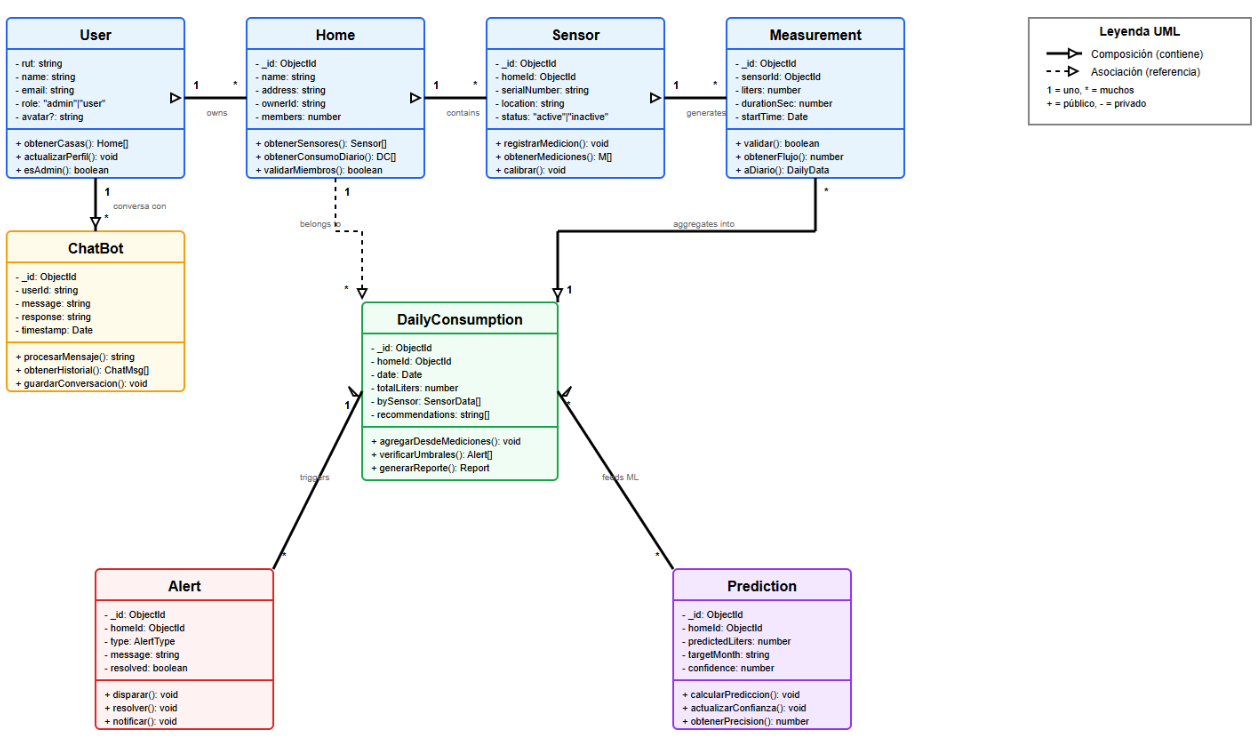 User
- rut: string
- name: string
- email: string
- role: "admin"|"user"
- avatar?: string
+ obtenerCasas(): Home[]
+ actualizarPerfil(): void
+ esAdmin(): boolean
1
*
owns
Home
- _id: ObjectId
- name: string
- address: string
- ownerId: string
- members: number
+ obtenerSensores(): Sensor[]
+ obtenerConsumoDiario(): DC[]
+ validarMiembros(): boolean
1
*
contains
Sensor
- _id: ObjectId
- homeId: ObjectId
- serialNumber: string
- location: string
- status: "active"|"inactive"
+ registrarMedicion(): void
+ obtenerMediciones(): M[]
+ calibrar(): void
1
*
generates
Measurement
- _id: ObjectId
- sensorId: ObjectId
- liters: number
- durationSec: number
- startTime: Date
+ validar(): boolean
+ obtenerFlujo(): number
+ aDiario(): DailyData
Leyenda UML
Composición (contiene)
Asociación (referencia)
1 = uno, * = muchos
+ = público, - = privado
1
conversa con
*
1
belongs to
*
*
aggregates into
1
ChatBot
- _id: ObjectId
- userId: string
- message: string
- response: string
- timestamp: Date
+ procesarMensaje(): string
+ obtenerHistorial(): ChatMsg[]
+ guardarConversacion(): void
DailyConsumption
- _id: ObjectId
- homeId: ObjectId
- date: Date
- totalLiters: number
- bySensor: SensorData[]
- recommendations: string[]
+ agregarDesdeMediciones(): void
+ verificarUmbrales(): Alert[]
+ generarReporte(): Report
1
triggers
*
*
feeds ML
*
Alert
- _id: ObjectId
- homeId: ObjectId
- type: AlertType
- message: string
- resolved: boolean
+ disparar(): void
+ resolver(): void
+ notificar(): void
Prediction
- _id: ObjectId
- homeId: ObjectId
- predictedLiters: number
- targetMonth: string
- confidence: number
+ calcularPrediccion(): void
+ actualizarConfianza(): void
+ obtenerPrecision(): number